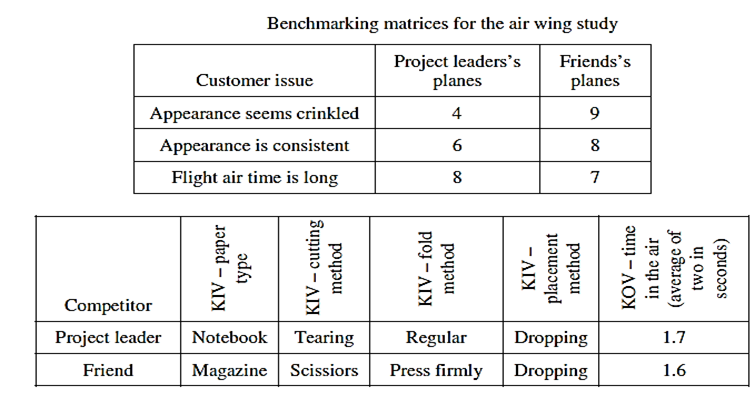 Benchmarking matrices for the air wing study
Customer issue Project leaders's planes Friends's planes
Appearance seems crinkled 4 9
Appearance is consistent 6 8
Flight air time is long 8 7
Competitor KIV – paper type KIV – cutting method KIV – fold method KIV – placement method KOV – time in the air (average of two in seconds)
Project leader Notebook Tearing Regular Dropping 1.7
Friend Magazine Scissiors Press firmly Dropping 1.6